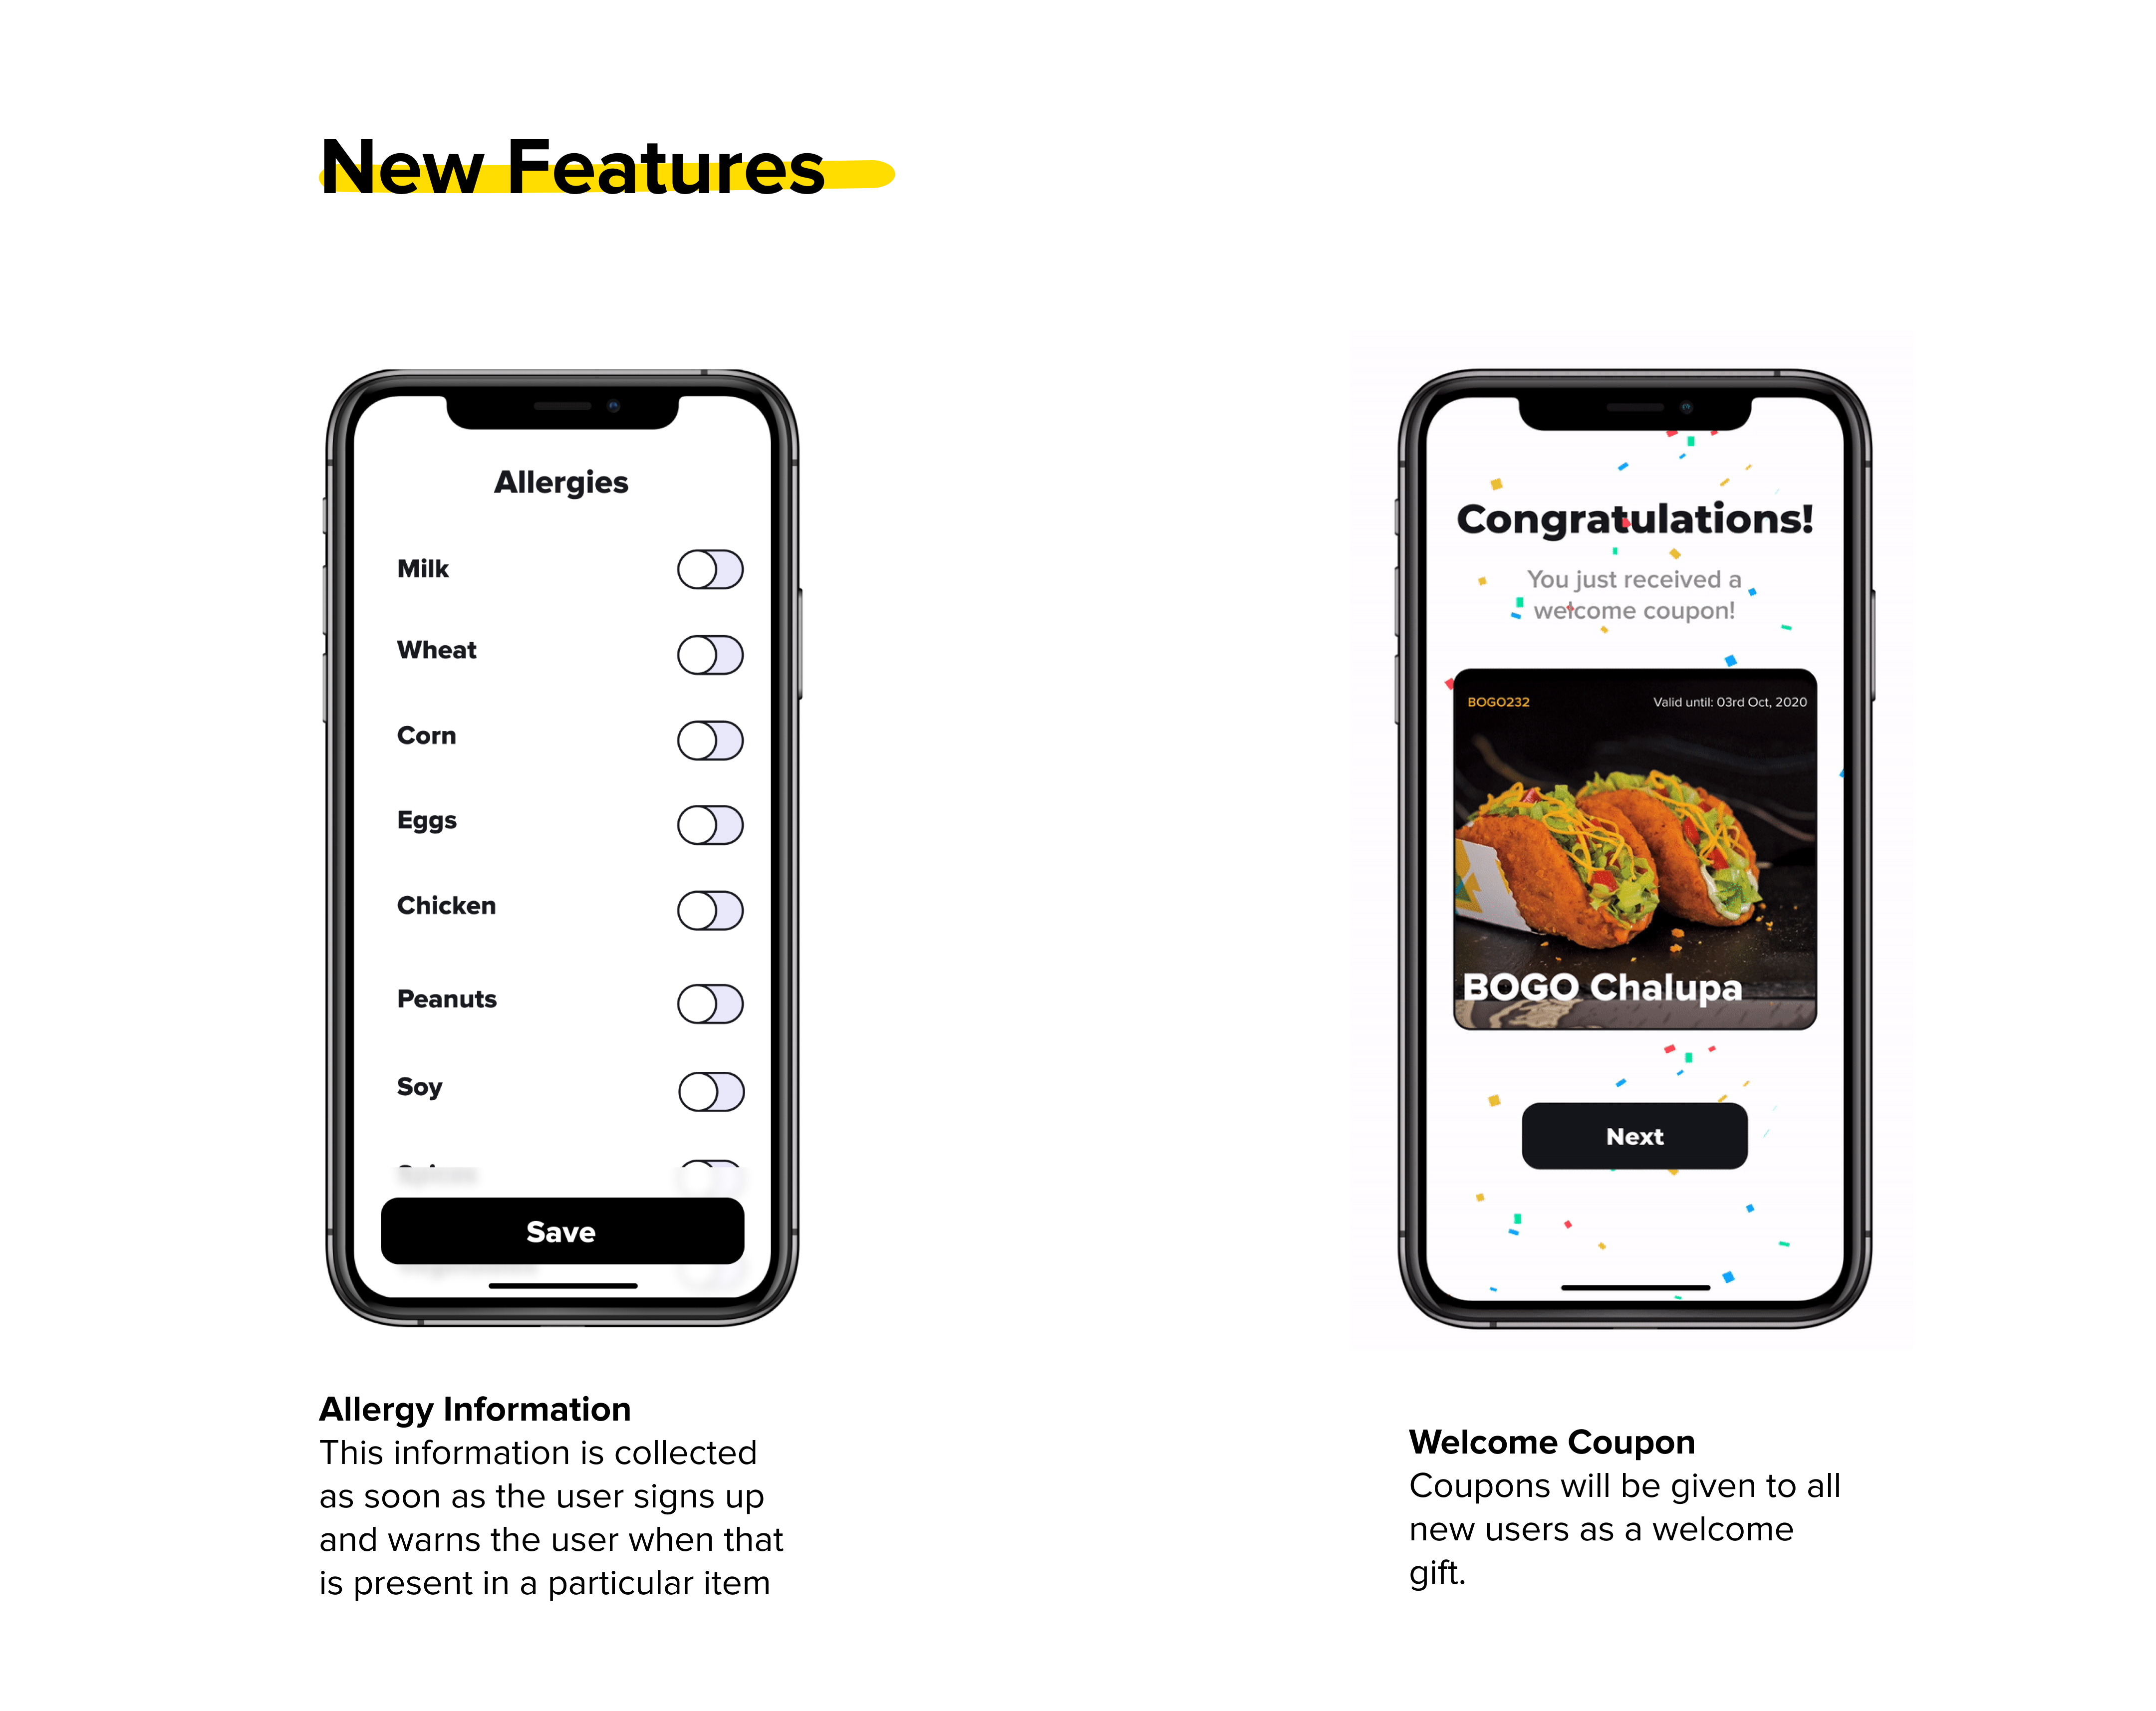 New Features
Allergies
Milk
Wheat
Corn
Eggs
Chicken
Peanuts
Soy
Save
Allergy Information
This information is collected
as soon as the user signs up
and warns the user when that
is present in a particular item
Congratulations!
You just received a
welcome coupon!
BOGO232
Valid until: 03rd Oct, 2020
BOGO Chalupa
Next
Welcome Coupon
Coupons will be given to all
new users as a welcome
gift.